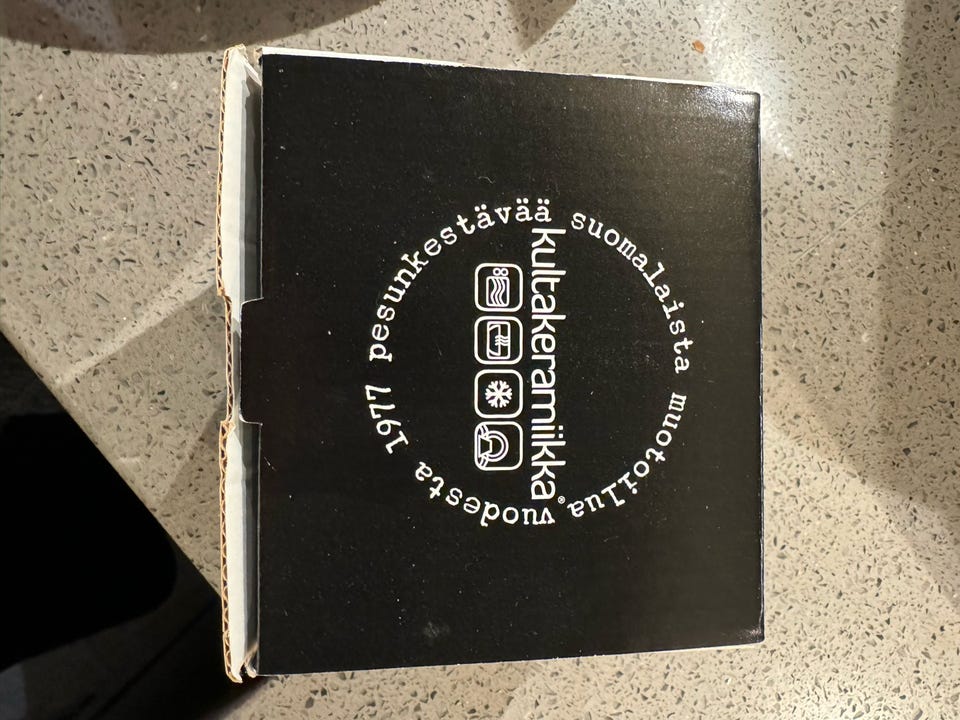 pesunkestävää suomalaista muotoilua vuodesta 1977
kultakeramiikka®